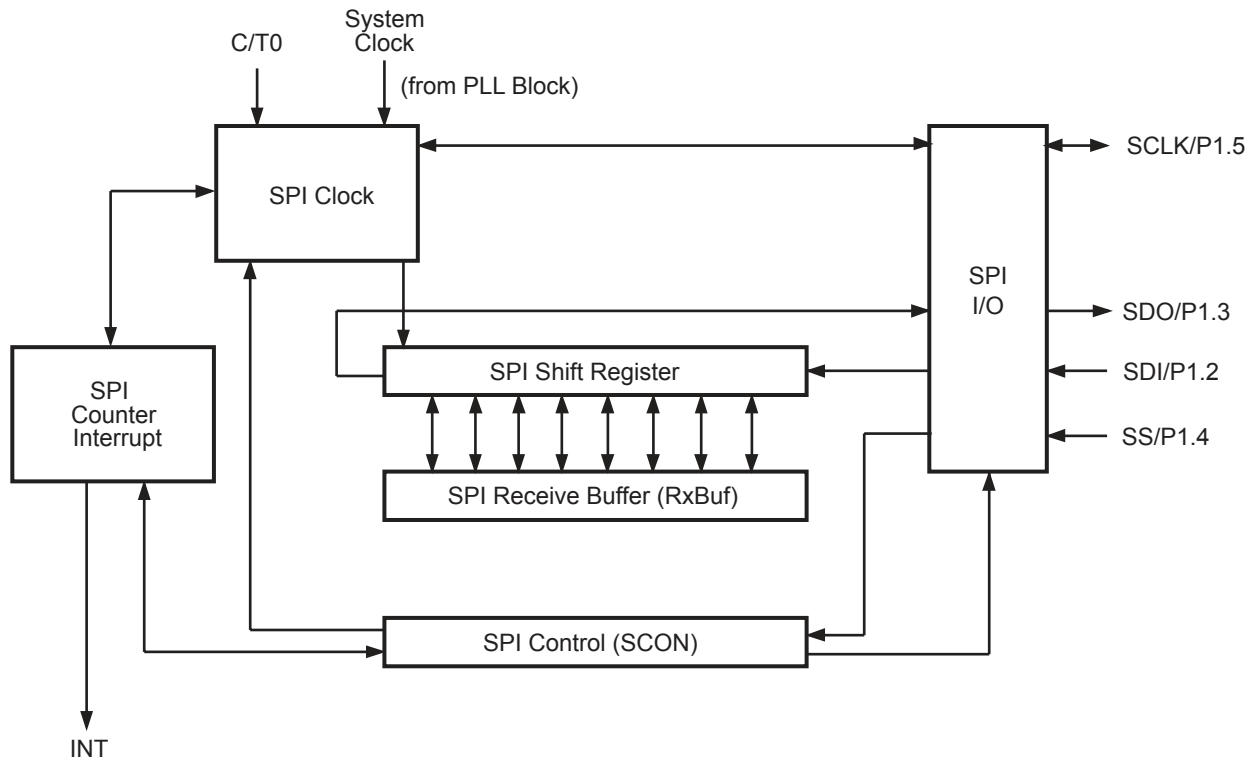 C/T0
System
Clock
(from PLL Block)
SPI Clock
SCLK/P1.5
SPI
I/O
SDO/P1.3
SDI/P1.2
SS/P1.4
SPI
Counter
Interrupt
SPI Shift Register
SPI Receive Buffer (RxBuf)
SPI Control (SCON)
INT